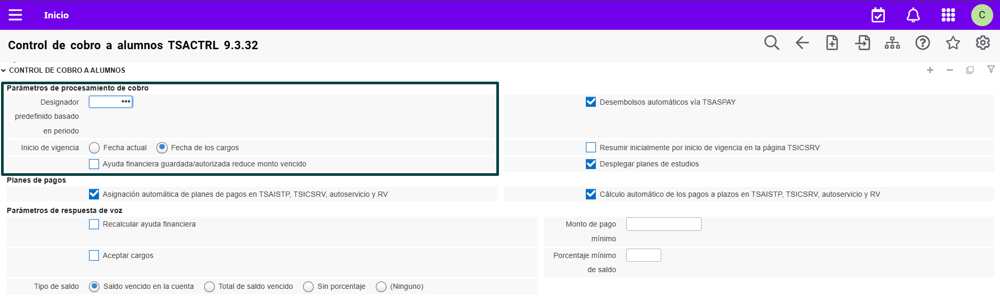 Inicio
C
Control de cobro a alumnos TSACTRL 9.3.32
CONTROL DE COBRO A ALUMNOS
Parámetros de procesamiento de cobro
Designador
predefinido basado
en periodo
Desembolsos automáticos vía TSASPAY
Inicio de vigencia
Fecha actual
Fecha de los cargos
Resumir inicialmente por inicio de vigencia en la página TSICSRV
Ayuda financiera guardada/autorizada reduce monto vencido
Desplegar planes de estudios
Planes de pagos
Asignación automática de planes de pagos en TSAISTP, TSICSRV, autoservicio y RV
Cálculo automático de los pagos a plazos en TSAISTP, TSICSRV, autoservicio y RV
Parámetros de respuesta de voz
Recalcular ayuda financiera
Monto de pago
mínimo
Aceptar cargos
Porcentaje mínimo
de saldo
Tipo de saldo
Saldo vencido en la cuenta
Total de saldo vencido
Sin porcentaje
(Ninguno)